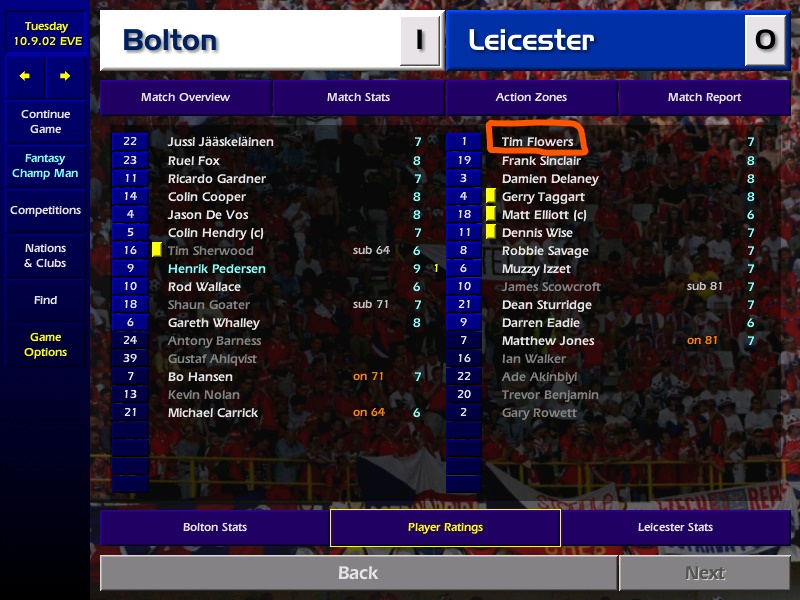 Tuesday
10.9.02 EVE
Continue
Game
Fantasy
Champ Man
Competitions
Nations
& Clubs
Find
Game
Options
Bolton 1 Leicester 0
Match Overview Match Stats Action Zones Match Report
22 Jussi Jääskeläinen 7 1 Tim Flowers 7
23 Ruel Fox 8 19 Frank Sinclair 8
11 Ricardo Gardner 7 3 Damien Delaney 8
14 Colin Cooper 8 4 Gerry Taggart 8
4 Jason De Vos 8 18 Matt Elliott (c) 6
5 Colin Hendry (c) 7 11 Dennis Wise 7
16 Tim Sherwood sub 64 6 8 Robbie Savage 7
9 Henrik Pedersen 9 1 6 Muzzy Izzet 7
10 Rod Wallace 6 10 James Scowcroft sub 81 7
18 Shaun Goater sub 71 7 21 Dean Sturridge 7
6 Gareth Whalley 8 9 Darren Eadie 6
24 Antony Barness 7 Matthew Jones on 81 7
39 Gustaf Ahlqvist 16 Ian Walker
7 Bo Hansen on 71 7 22 Ade Akinbiyi
13 Kevin Nolan 20 Trevor Benjamin
21 Michael Carrick on 64 6 2 Gary Rowett
Bolton Stats Player Ratings Leicester Stats
Back Next